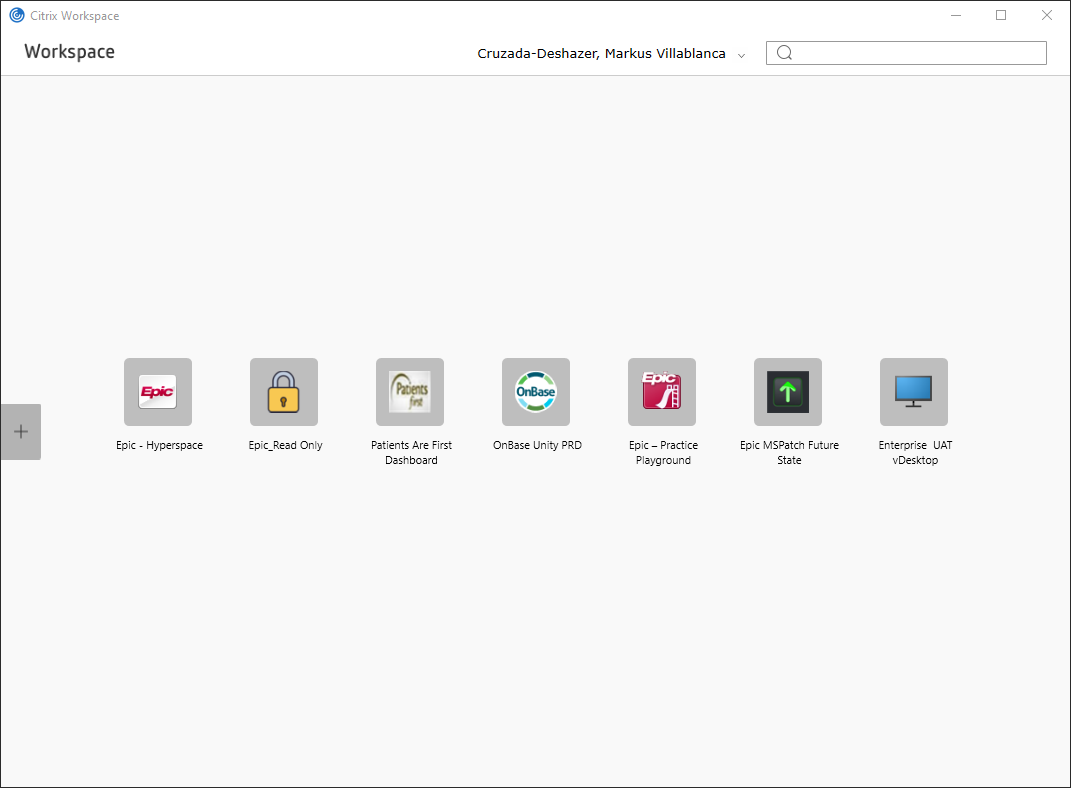 Citrix Workspace
Workspace
Cruzada-Deshazer, Markus Villablanca
Epic
Patients
first
OnBase
Epic
Epic - Hyperspace
Epic_Read Only
Patients Are First
Dashboard
OnBase Unity PRD
Epic – Practice
Playground
Epic MSPatch Future
State
Enterprise  UAT
vDesktop